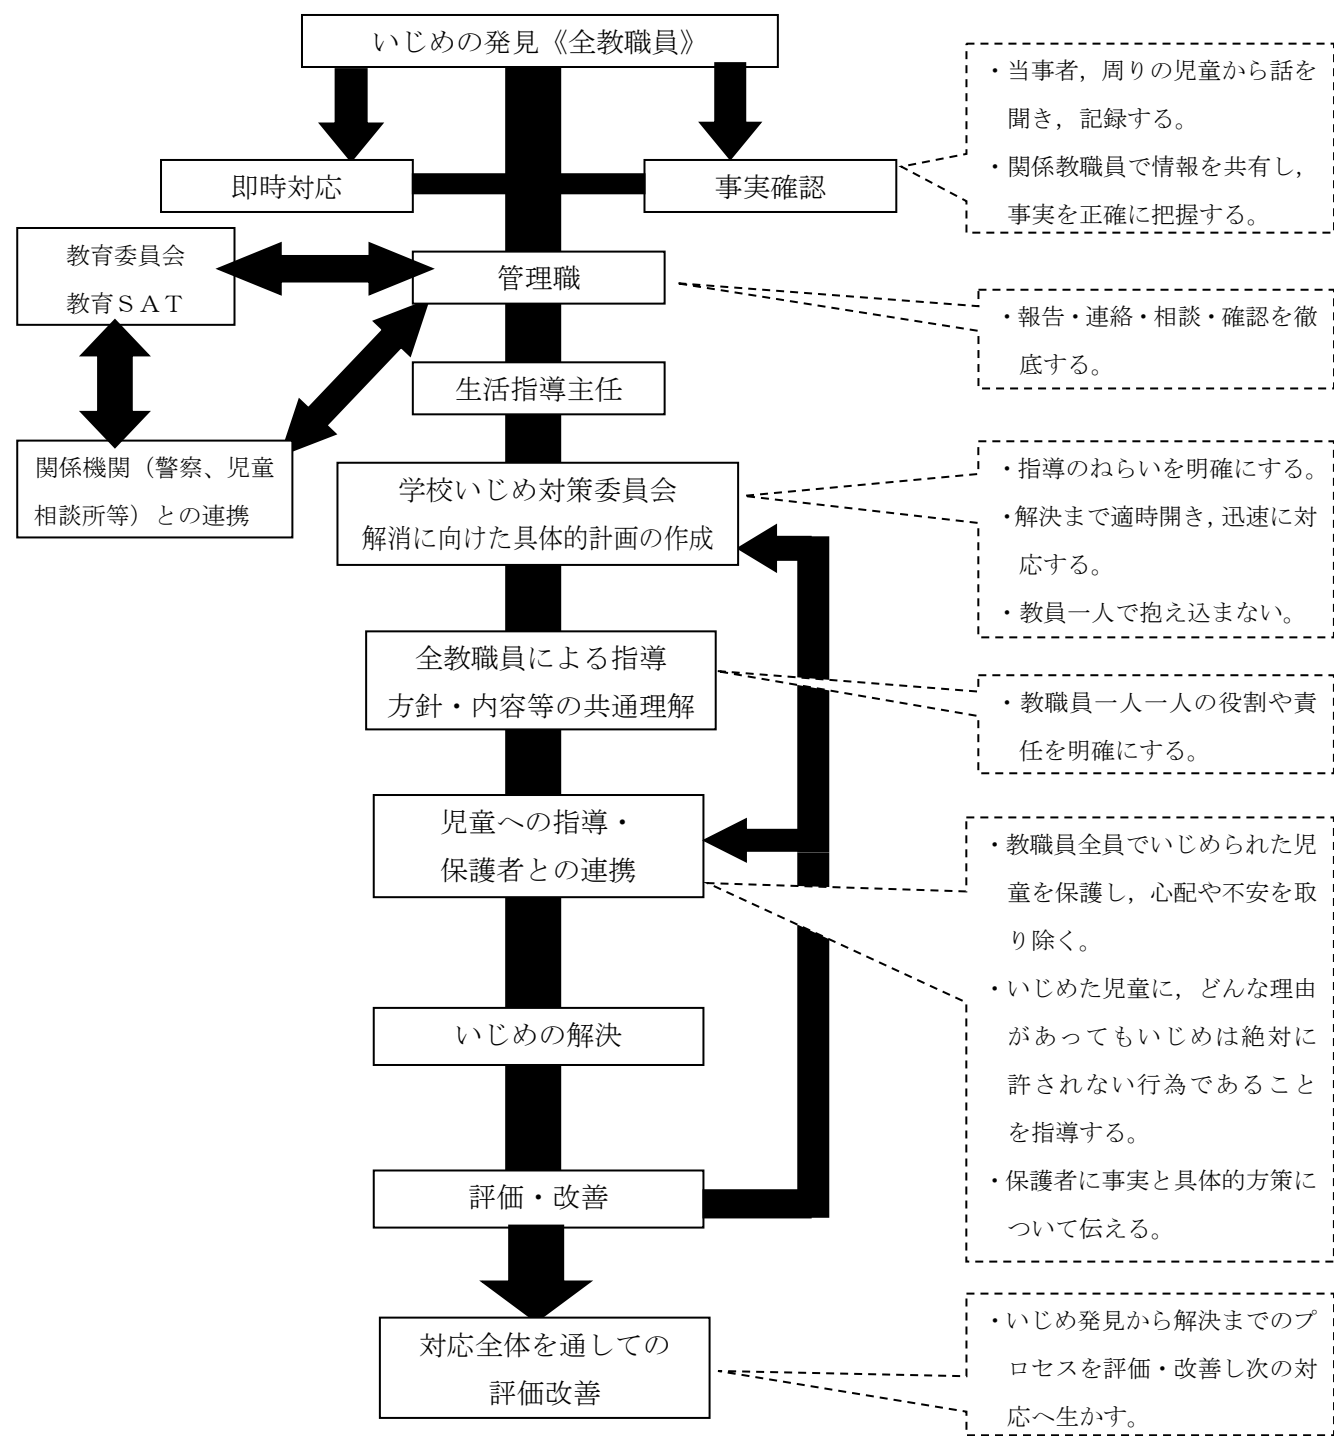 いじめの発見《全教職員》
・当事者，周りの児童から話を
聞き，記録する。
・関係教職員で情報を共有し，
事実を正確に把握する。
即時対応
事実確認
教育委員会
教育ＳＡＴ
管理職
・報告・連絡・相談・確認を徹
底する。
生活指導主任
関係機関（警察、児童
相談所等）との連携
学校いじめ対策委員会
解消に向けた具体的計画の作成
・指導のねらいを明確にする。
・解決まで適時開き，迅速に対
応する。
・教員一人で抱え込まない。
全教職員による指導
方針・内容等の共通理解
・教職員一人一人の役割や責
任を明確にする。
児童への指導・
保護者との連携
・教職員全員でいじめられた児
童を保護し，心配や不安を取
り除く。
・いじめた児童に，どんな理由
があってもいじめは絶対に
許されない行為であること
を指導する。
・保護者に事実と具体的方策に
ついて伝える。
いじめの解決
評価・改善
対応全体を通しての
評価改善
・いじめ発見から解決までのプ
ロセスを評価・改善し次の対
応へ生かす。